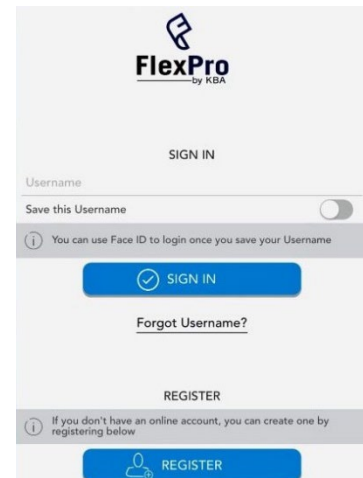 FlexPro
by KBA
SIGN IN
Username
Save this Username
You can use Face ID to login once you save your Username
SIGN IN
Forgot Username?
REGISTER
If you don't have an online account, you can create one by
registering below
REGISTER